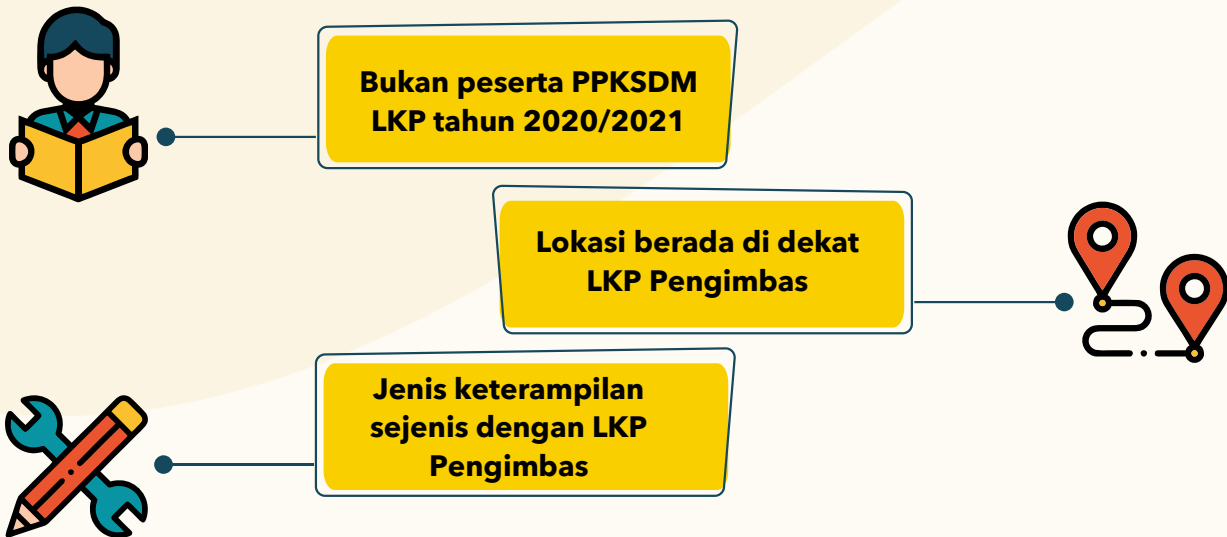 Bukan peserta PPKSDM
LKP tahun 2020/2021
Lokasi berada di dekat
LKP Pengimbas
Jenis keterampilan
sejenis dengan LKP
Pengimbas